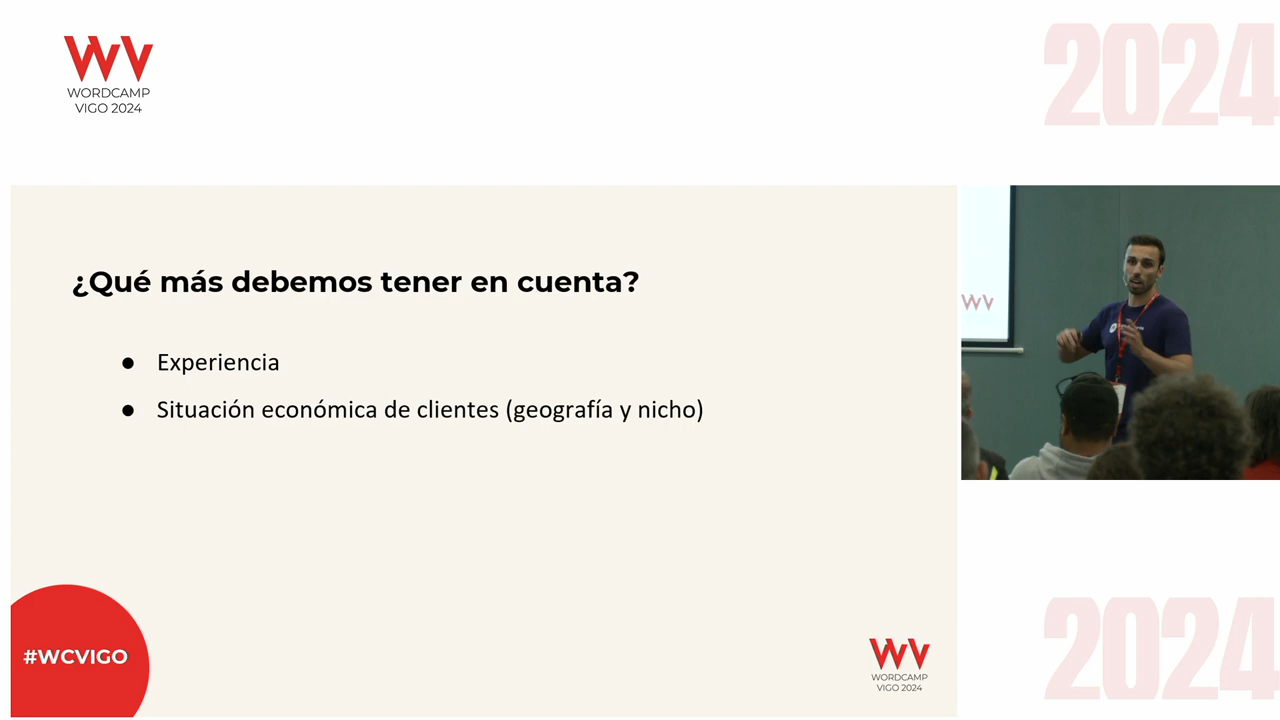 WORDCAMP
VIGO 2024
2024
¿Qué más debemos tener en cuenta?
● Experiencia
● Situación económica de clientes (geografía y nicho)
WV
#WCVIGO
WORDCAMP
VIGO 2024
2024